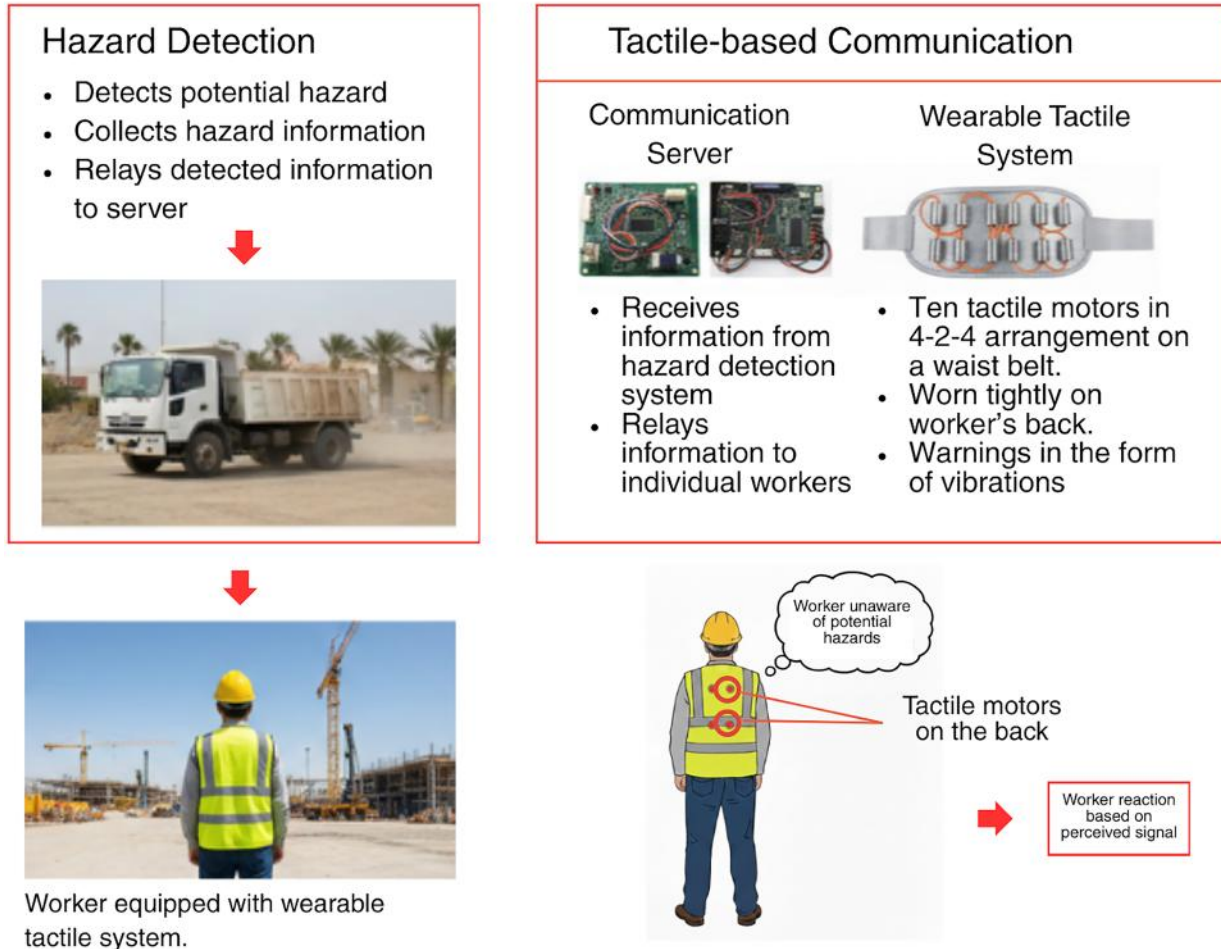 Hazard Detection
• Detects potential hazard
• Collects hazard information
• Relays detected information
to server
Worker equipped with wearable
tactile system.
Tactile-based Communication
Communication
Server
• Receives
information from
hazard detection
system
• Relays
information to
individual workers
Wearable Tactile
System
• Ten tactile motors in
4-2-4 arrangement on
a waist belt.
• Worn tightly on
worker's back.
• Warnings in the form
of vibrations
Worker unaware
of potential
hazards
Tactile motors
on the back
Worker reaction
based on
perceived signal